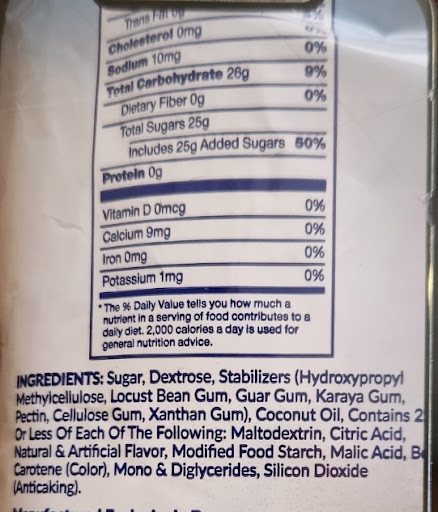 Trans Fat 0g
Cholesterol 0mg 0%
Sodium 10mg 0%
Total Carbohydrate 26g 9%
Dietary Fiber 0g 0%
Total Sugars 25g
Includes 25g Added Sugars 50%
Protein 0g
Vitamin D 0mcg 0%
Calcium 9mg 0%
Iron 0mg 0%
Potassium 1mg 0%
* The % Daily Value tells you how much a
nutrient in a serving of food contributes to a
daily diet. 2,000 calories a day is used for
general nutrition advice.
INGREDIENTS: Sugar, Dextrose, Stabilizers (Hydroxypropyl
Methylcellulose, Locust Bean Gum, Guar Gum, Karaya Gum,
Pectin, Cellulose Gum, Xanthan Gum), Coconut Oil, Contains 2
Or Less Of Each Of The Following: Maltodextrin, Citric Acid,
Natural & Artificial Flavor, Modified Food Starch, Malic Acid, Be
Carotene (Color), Mono & Diglycerides, Silicon Dioxide
(Anticaking).